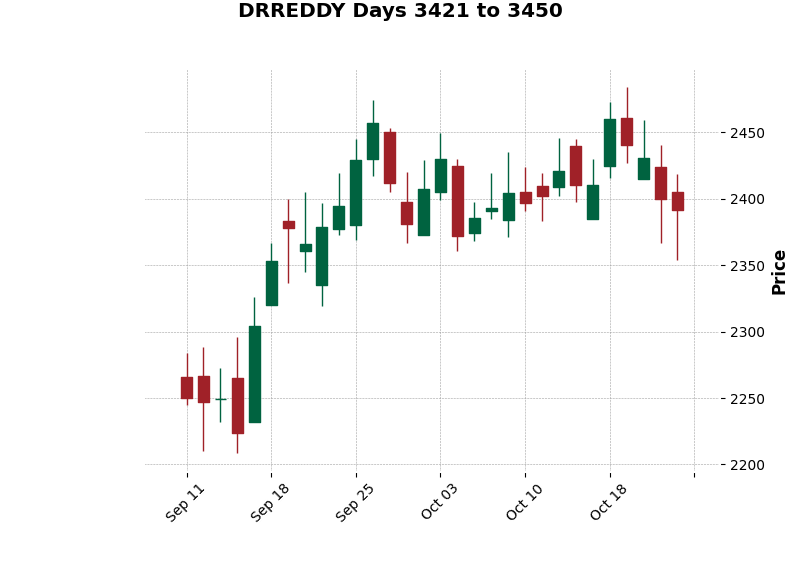 DRREDDY Days 3421 to 3450
2450
2400
2350
2300
2250
2200
Price
Sep 11
Sep 18
Sep 25
Oct 03
Oct 10
Oct 18